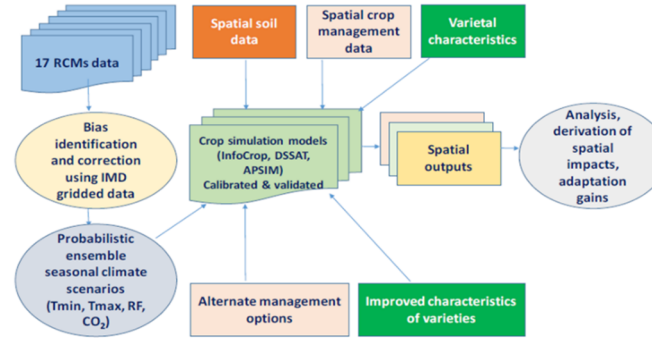 17 RCMs data
Spatial soil
data
Spatial crop
management
data
Varietal
characteristics
Bias
identification
and correction
using IMD
gridded data
Crop simulation models
(InfoCrop, DSSAT,
APSIM)
Calibrated & validated
Spatial
outputs
Analysis,
derivation of
spatial
impacts,
adaptation
gains
Probabilistic
ensemble
seasonal climate
scenarios
(Tmin, Tmax, RF,
CO₂)
Alternate management
options
Improved characteristics
of varieties